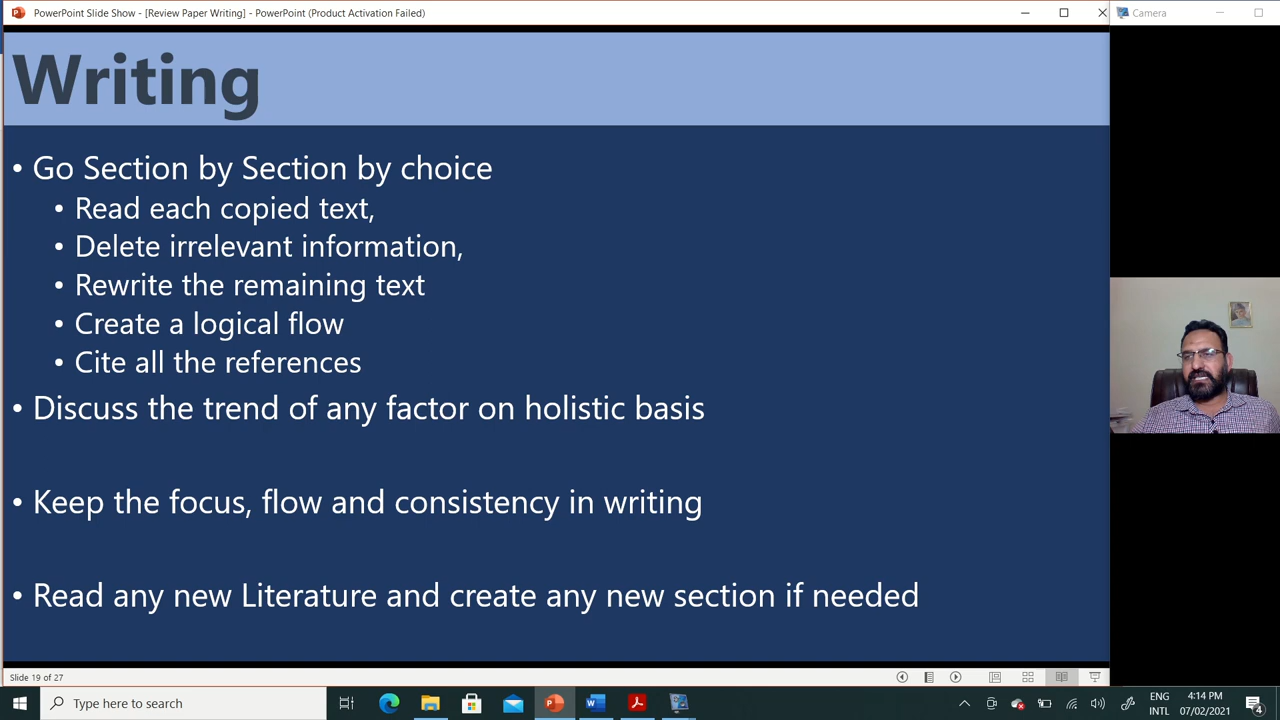 PowerPoint Slide Show - [Review Paper Writing] - PowerPoint (Product Activation Failed)
Camera
Writing
• Go Section by Section by choice
• Read each copied text,
• Delete irrelevant information,
• Rewrite the remaining text
• Create a logical flow
• Cite all the references
• Discuss the trend of any factor on holistic basis
• Keep the focus, flow and consistency in writing
• Read any new Literature and create any new section if needed
Slide 19 of 27
Type here to search
ENG
INTL
4:14 PM
07/02/2021
4